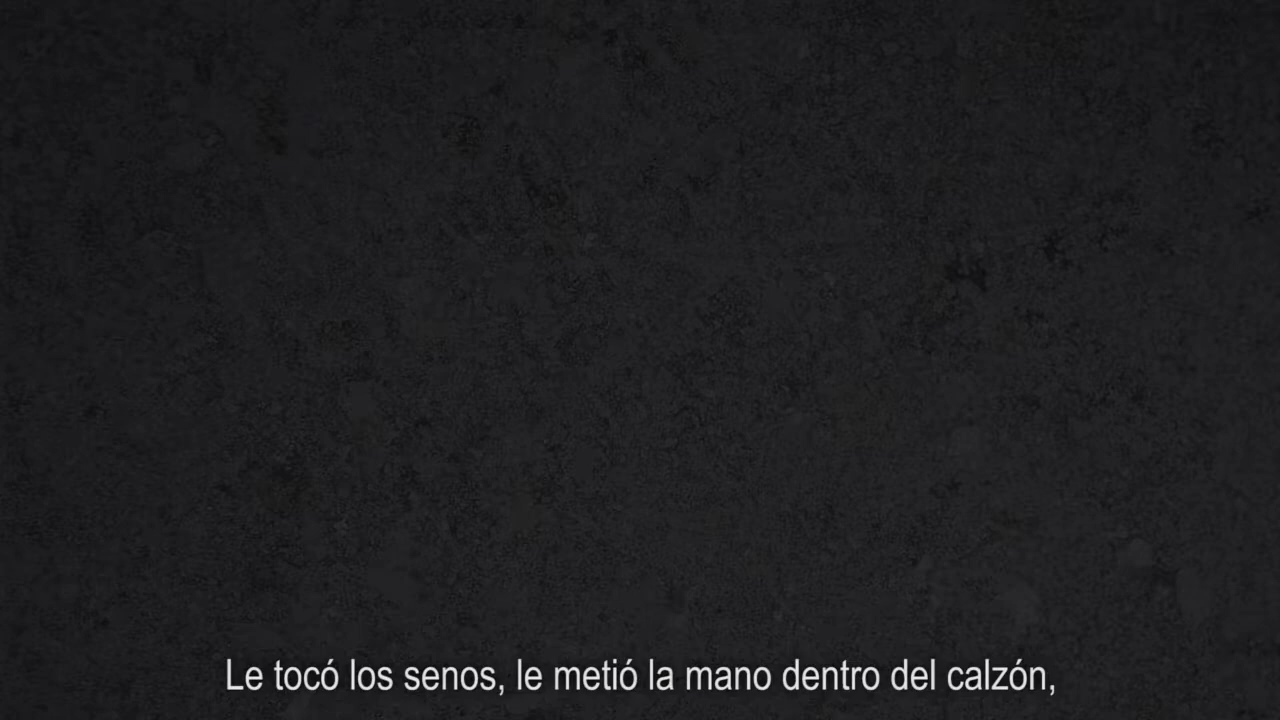 Le tocó los senos, le metió la mano dentro del calzón,